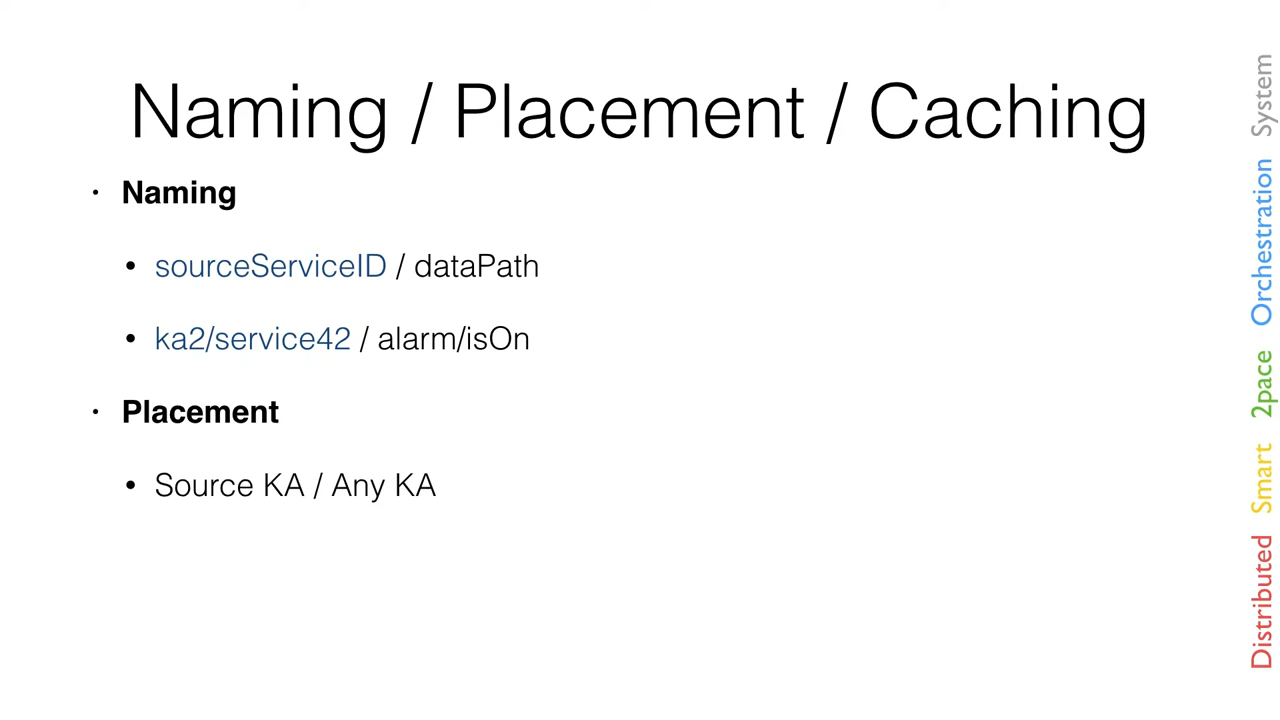 Naming / Placement / Caching
· Naming
• sourceServiceID / dataPath
• ka2/service42 / alarm/isOn
· Placement
• Source KA / Any KA
Distributed Smart 2pace Orchestration System